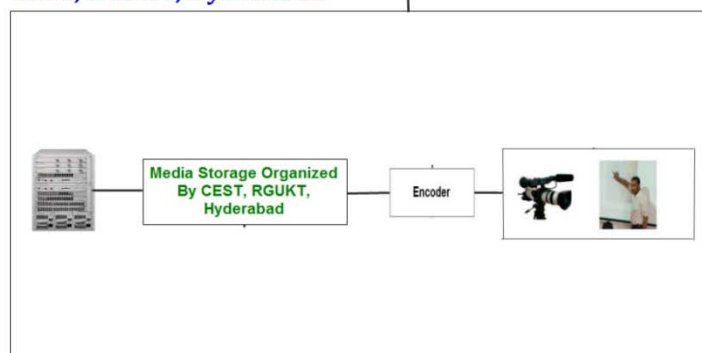 Media Storage Organized
By CEST, RGUKT,
Hyderabad
Encoder